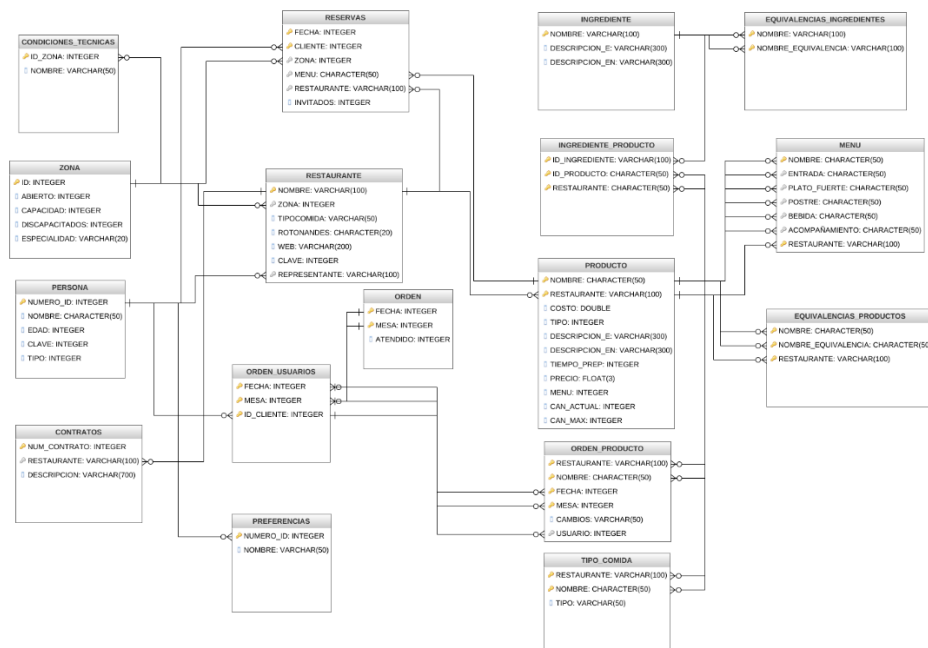 CONDICIONES_TECNICAS
ID_ZONA: INTEGER
NOMBRE: VARCHAR(50)
ZONA
ID: INTEGER
ABIERTO: INTEGER
CAPACIDAD: INTEGER
DISCAPACITADOS: INTEGER
ESPECIALIDAD: VARCHAR(20)
PERSONA
NUMERO_ID: INTEGER
NOMBRE: CHARACTER(50)
EDAD: INTEGER
CLAVE: INTEGER
TIPO: INTEGER
CONTRATOS
NUM_CONTRATO: INTEGER
RESTAURANTE: VARCHAR(100)
DESCRIPCION: VARCHAR(700)
RESERVAS
FECHA: INTEGER
CLIENTE: INTEGER
ZONA: INTEGER
MENU: CHARACTER(50)
RESTAURANTE: VARCHAR(100)
INVITADOS: INTEGER
RESTAURANTE
NOMBRE: VARCHAR(100)
ZONA: INTEGER
TIPOCOMIDA: VARCHAR(50)
ROTONANDES: CHARACTER(20)
WEB: VARCHAR(200)
CLAVE: INTEGER
REPRESENTANTE: VARCHAR(100)
ORDEN
FECHA: INTEGER
MESA: INTEGER
ATENDIDO: INTEGER
ORDEN_USUARIOS
FECHA: INTEGER
MESA: INTEGER
ID_CLIENTE: INTEGER
PREFERENCIAS
NUMERO_ID: INTEGER
NOMBRE: VARCHAR(50)
INGREDIENTE
NOMBRE: VARCHAR(100)
DESCRIPCION_E: VARCHAR(300)
DESCRIPCION_EN: VARCHAR(300)
INGREDIENTE_PRODUCTO
ID_INGREDIENTE: VARCHAR(100)
ID_PRODUCTO: CHARACTER(50)
RESTAURANTE: CHARACTER(50)
PRODUCTO
NOMBRE: CHARACTER(50)
RESTAURANTE: VARCHAR(100)
COSTO: DOUBLE
TIPO: INTEGER
DESCRIPCION_E: VARCHAR(300)
DESCRIPCION_EN: VARCHAR(300)
TIEMPO_PREP: INTEGER
PRECIO: FLOAT(3)
MENU: INTEGER
CAN_ACTUAL: INTEGER
CAN_MAX: INTEGER
ORDEN_PRODUCTO
RESTAURANTE: VARCHAR(100)
NOMBRE: CHARACTER(50)
FECHA: INTEGER
MESA: INTEGER
CAMBIOS: VARCHAR(50)
USUARIO: INTEGER
TIPO_COMIDA
RESTAURANTE: VARCHAR(100)
NOMBRE: CHARACTER(50)
TIPO: VARCHAR(50)
EQUIVALENCIAS_INGREDIENTES
NOMBRE: VARCHAR(100)
NOMBRE_EQUIVALENCIA: VARCHAR(100)
MENU
NOMBRE: CHARACTER(50)
ENTRADA: CHARACTER(50)
PLATO_FUERTE: CHARACTER(50)
POSTRE: CHARACTER(50)
BEBIDA: CHARACTER(50)
ACOMPAÑAMIENTO: CHARACTER(50)
RESTAURANTE: VARCHAR(100)
EQUIVALENCIAS_PRODUCTOS
NOMBRE: CHARACTER(50)
NOMBRE_EQUIVALENCIA: CHARACTER(50
RESTAURANTE: VARCHAR(100)